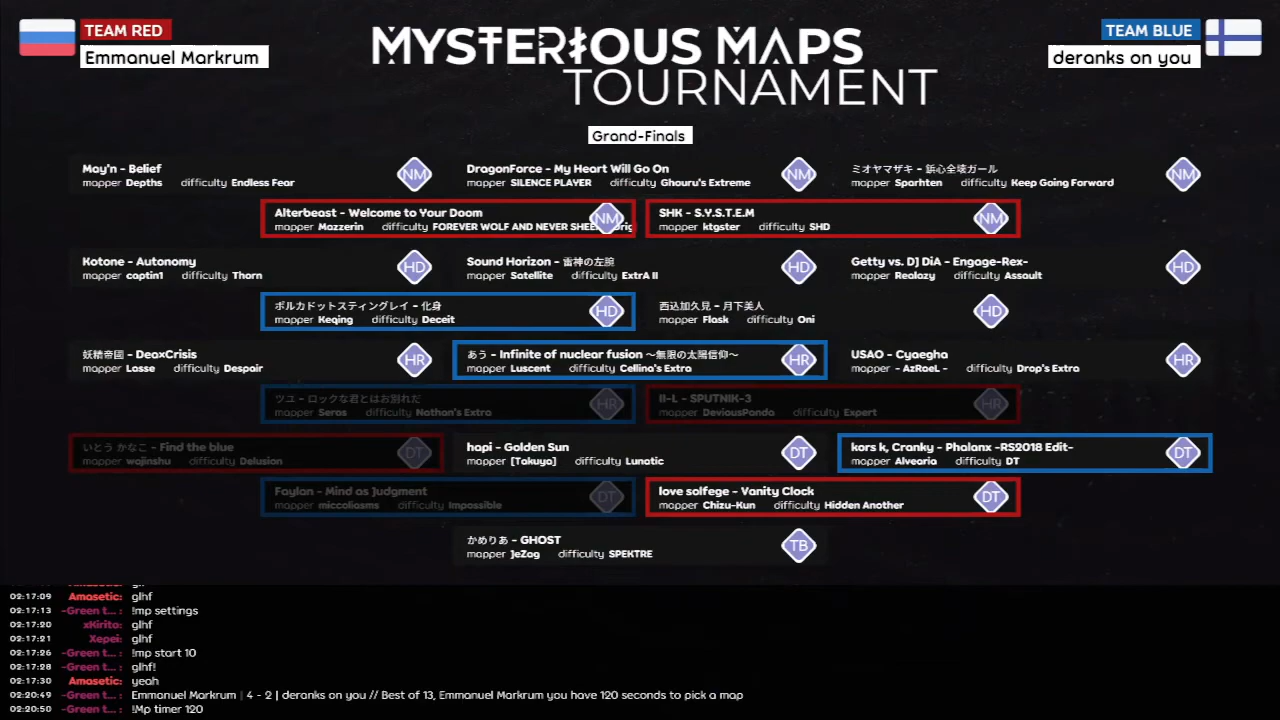 TEAM RED
Emmanuel Markrum
MYSTERIOUS MAPS
TOURNAMENT
TEAM BLUE
deranks on you
Grand-Finals
May'n - Belief
mapper Depths difficulty Endless Fear
NM
DragonForce - My Heart Will Go On
mapper SILENCE PLAYER difficulty Ghouru's Extreme
NM
ミオヤマザキ - 鋲心全壊ガール
mapper Sparhten difficulty Keep Going Forward
NM
Alterbeast - Welcome to Your Doom
mapper Mazzerin difficulty FOREVER WOLF AND NEVER
NM
SHK - S.Y.S.T.E.M
mapper ktgster difficulty SHD
NM
Kotone - Autonomy
mapper captin1 difficulty Thorn
HD
Sound Horizon - 雷神の左腕
mapper Satellite difficulty ExtrA II
HD
Getty vs. DJ DiA - Engage-Rex-
mapper Realazy difficulty Assault
HD
ポルカドットスティングレイ - 化身
mapper Keqing difficulty Deceit
HD
西込加久見 - 月下美人
mapper Flask difficulty Oni
HD
妖精帝國 - DeaxCrisis
mapper Lasse difficulty Despair
HR
あう - Infinite of nuclear fusion ～無限の太陽信仰～
mapper Luscent difficulty Cellina's Extra
HR
USAO - Cyaegha
mapper - AzRaeL - difficulty Drop's Extra
HR
ツユ - ロックな君とはお別れだ
mapper Seros difficulty Nathan's Extra
HR
II-L - SPUTNIK-3
mapper DeviousPanda difficulty Expert
HR
いとう かなこ - Find the blue
mapper wajinshu difficulty Delusion
DT
hapi - Golden Sun
mapper [Takuya] difficulty Lunatic
DT
kors k, Cranky - Phalanx -RS2018 Edit-
mapper Alvearia difficulty DT
DT
Faylan - Mind as Judgment
mapper miccoliasms difficulty Impossible
DT
love solfege - Vanity Clock
mapper Chizu-Kun difficulty Hidden Another
DT
かめりあ - GHOST
mapper JeZag difficulty SPEKTRE
TB
02:17:09 Amasetic: glhf
02:17:13 -Green t... : !mp settings
02:17:20 xKirito: glhf
02:17:21 Xepei: glhf
02:17:26 -Green t... : !mp start 10
02:17:28 -Green t... : glhf!
02:17:30 Amasetic: yeah
02:20:49 -Green t... : Emmanuel Markrum | 4 - 2 | deranks on you // Best of 13, Emmanuel Markrum you have 120 seconds to pick a map
02:20:50 -Green t... : !Mp timer 120